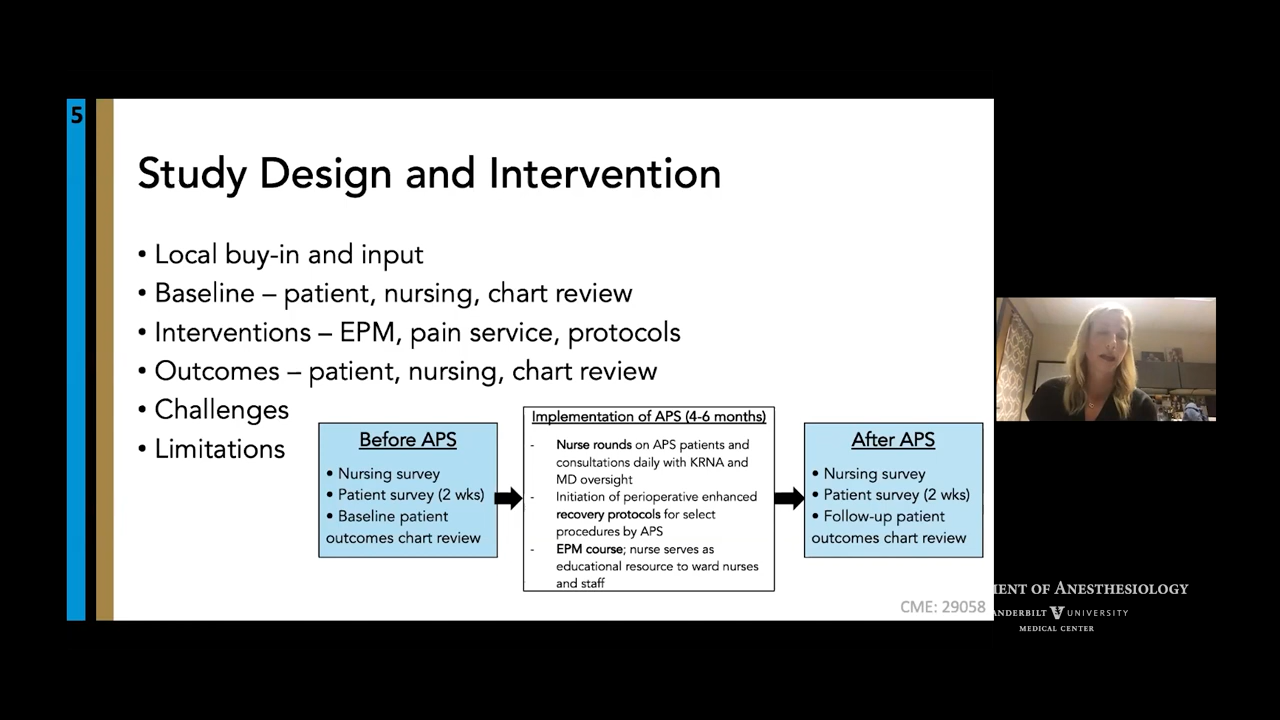 5
Study Design and Intervention
• Local buy-in and input
• Baseline – patient, nursing, chart review
• Interventions – EPM, pain service, protocols
• Outcomes – patient, nursing, chart review
• Challenges
• Limitations
Before APS
• Nursing survey
• Patient survey (2 wks)
• Baseline patient
outcomes chart review
Implementation of APS (4-6 months)
- Nurse rounds on APS patients and
consultations daily with KRNA and
MD oversight
- Initiation of perioperative enhanced
recovery protocols for select
procedures by APS
- EPM course; nurse serves as
educational resource to ward nurses
and staff
After APS
• Nursing survey
• Patient survey (2 wks)
• Follow-up patient
outcomes chart review
CME: 29058
MENT OF ANESTHESIOLOGY
ANDERBILT V UNIVERSITY
MEDICAL CENTER